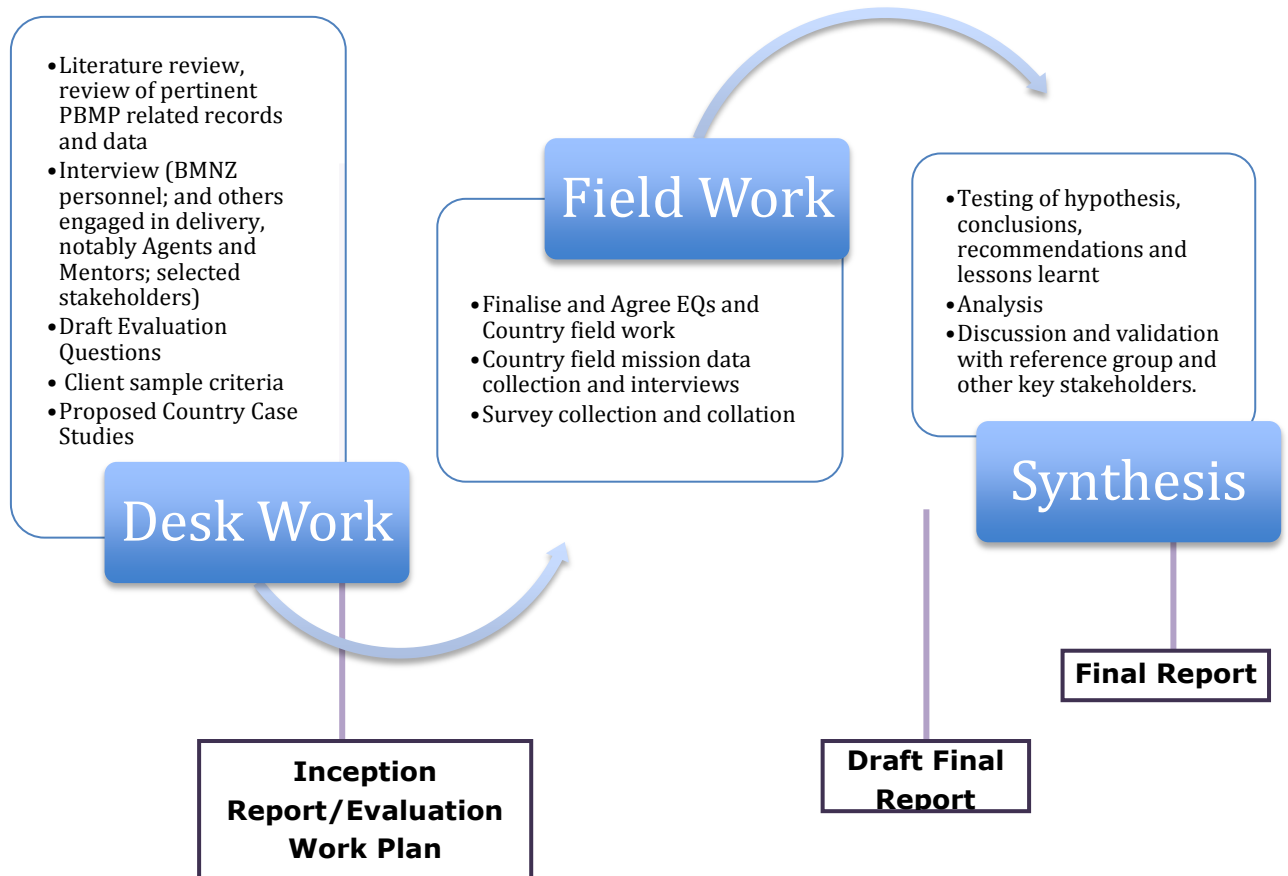 •Literature review,
review of pertinent
PBMP related records
and data
•Interview (BMNZ
personnel; and others
engaged in delivery,
notably Agents and
Mentors; selected
stakeholders)
•Draft Evaluation
Questions
• Client sample criteria
•Proposed Country Case
Studies
Desk Work
Inception
Report/Evaluation
Work Plan
Field Work
•Finalise and Agree EQs and
Country field work
•Country field mission data
collection and interviews
•Survey collection and collation
•Testing of hypothesis,
conclusions,
recommendations and
lessons learnt
•Analysis
•Discussion and validation
with reference group and
other key stakeholders.
Synthesis
Draft Final
Report
Final Report